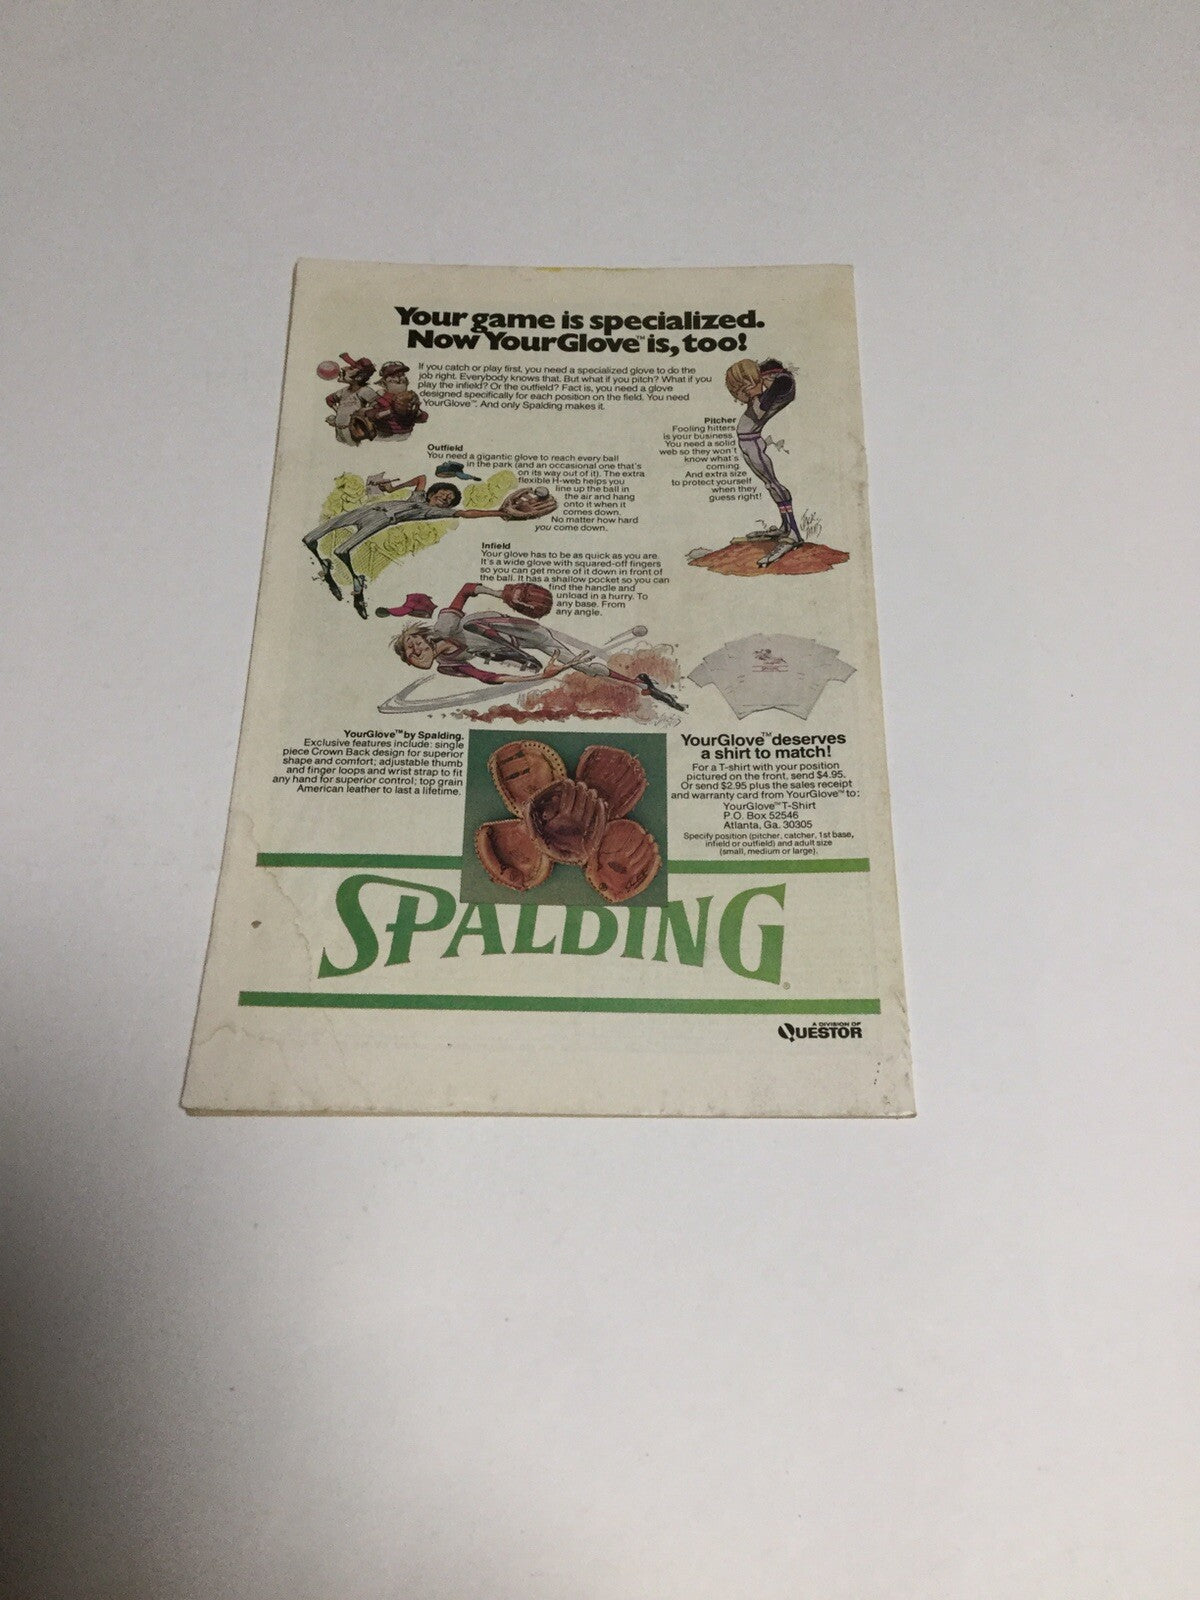 Your game is specialized.
Now YourGlove™ is, too!
If you catch or play first, you need a specialized glove to do the
job right. Everybody knows that. But what if you pitch? What if you
play the infield? Or the outfield? Fact is, you need a glove
designed specifically for each position on the field. You need
YourGlove™. And only Spalding makes it.
Pitcher
Fooling hitters
is your business.
You need a solid
web so they won't
know what's
coming.
And extra size
to protect yourself
when they
guess right!
Outfield
You need a gigantic glove to reach every ball
in the park (and an occasional one that's
on its way out of it). The extra
flexible H-web helps you
line up the ball in
the air and hang
onto it when it
comes down.
No matter how hard
you come down.
Infield
Your glove has to be as quick as you are.
It's a wide glove with squared-off fingers
so you can get more of it down in front of
the ball. It has a shallow pocket so you can
find the handle and
unload in a hurry. To
any base. From
any angle.
YourGlove™ by Spalding.
Exclusive features include: single
piece Crown Back design for superior
shape and comfort; adjustable thumb
and finger loops and wrist strap to fit
any hand for superior control; top grain
American leather to last a lifetime.
YourGlove™ deserves
a shirt to match!
For a T-shirt with your position
pictured on the front, send $4.95.
Or send $2.95 plus the sales receipt
and warranty card from YourGlove™ to:
YourGlove™ T-Shirt
P.O. Box 52546
Atlanta, Ga. 30305
Specify position (pitcher, catcher, 1st base,
infield or outfield) and adult size
(small, medium or large).
SPALDING®
A DIVISION OF
QUESTOR